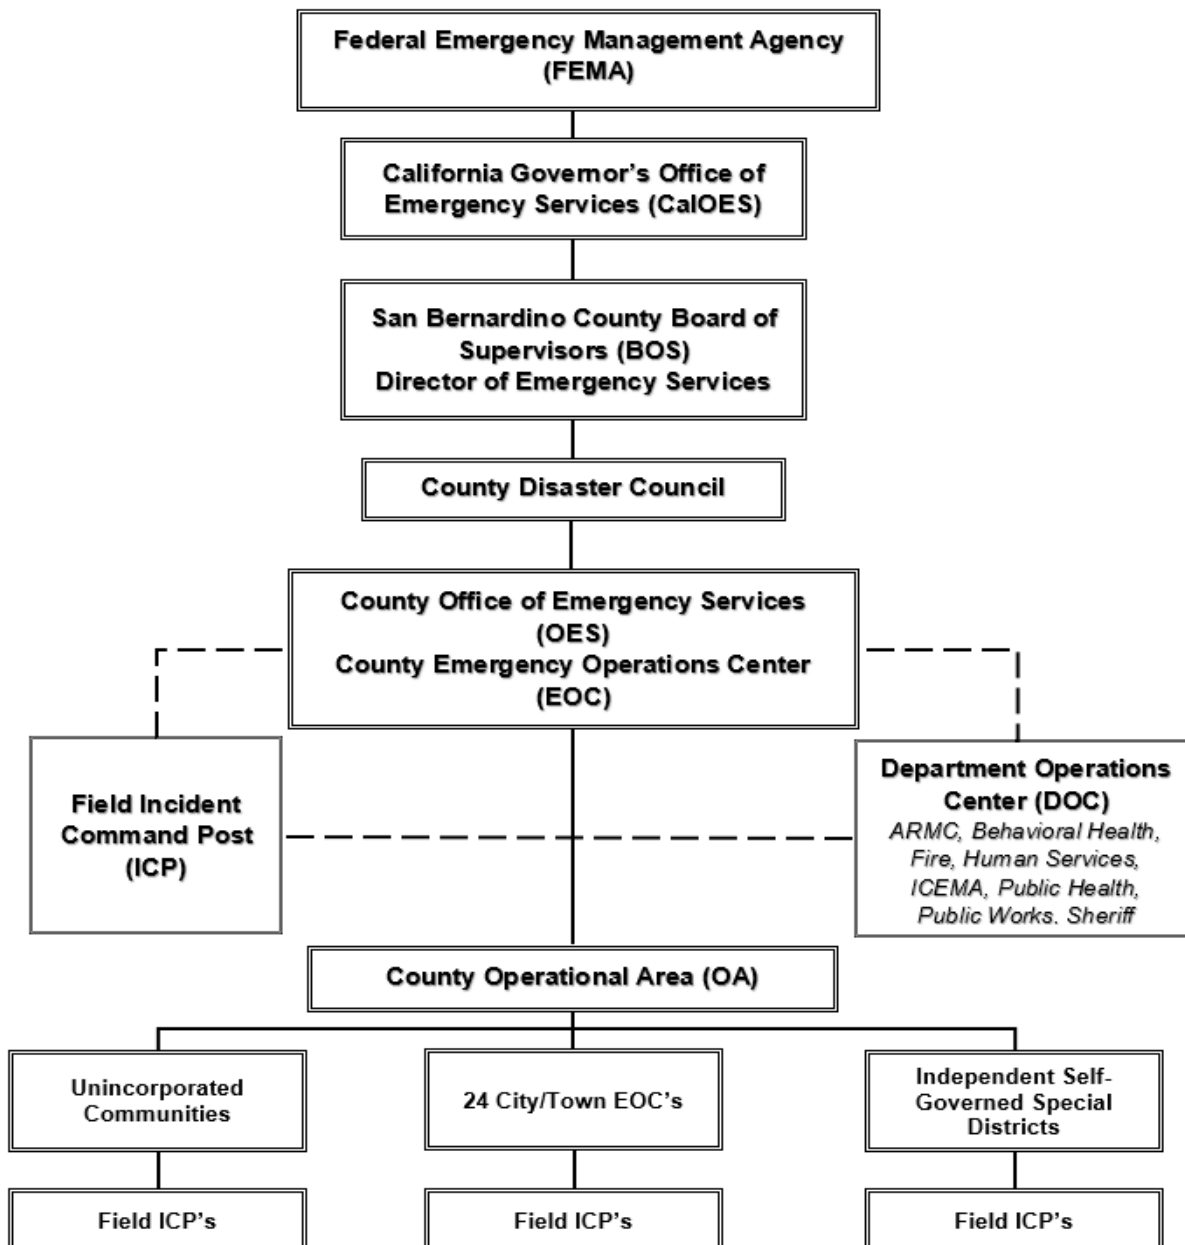 Federal Emergency Management Agency
(FEMA)
California Governor’s Office of
Emergency Services (CalOES)
San Bernardino County Board of
Supervisors (BOS)
Director of Emergency Services
County Disaster Council
County Office of Emergency Services
(OES)
County Emergency Operations Center
(EOC)
Field Incident
Command Post
(ICP)
Department Operations
Center (DOC)
ARMC, Behavioral Health,
Fire, Human Services,
ICEMA, Public Health,
Public Works. Sheriff
County Operational Area (OA)
Unincorporated
Communities
24 City/Town EOC’s
Independent Self-
Governed Special
Districts
Field ICP’s
Field ICP’s
Field ICP’s